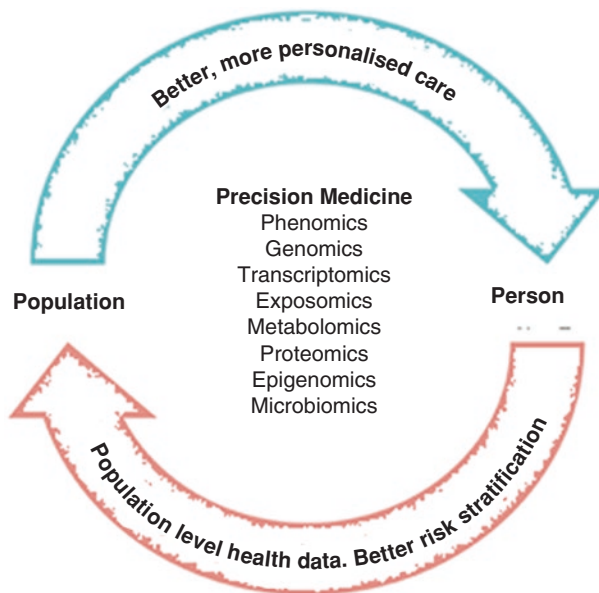 Better, more personalised care
Precision Medicine
Phenomics
Genomics
Transcriptomics
Exposomics
Metabolomics
Proteomics
Epigenomics
Microbiomics
Population
Person
Population level health data. Better risk stratification